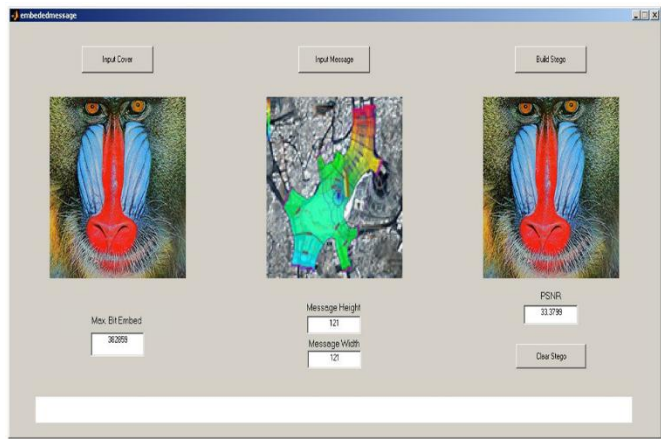 embededmessage
Input Cover
Input Message
Build Stego
Max. Bit Embed
382859
Message Height
121
Message Width
121
PSNR
33.3799
Clear Stego